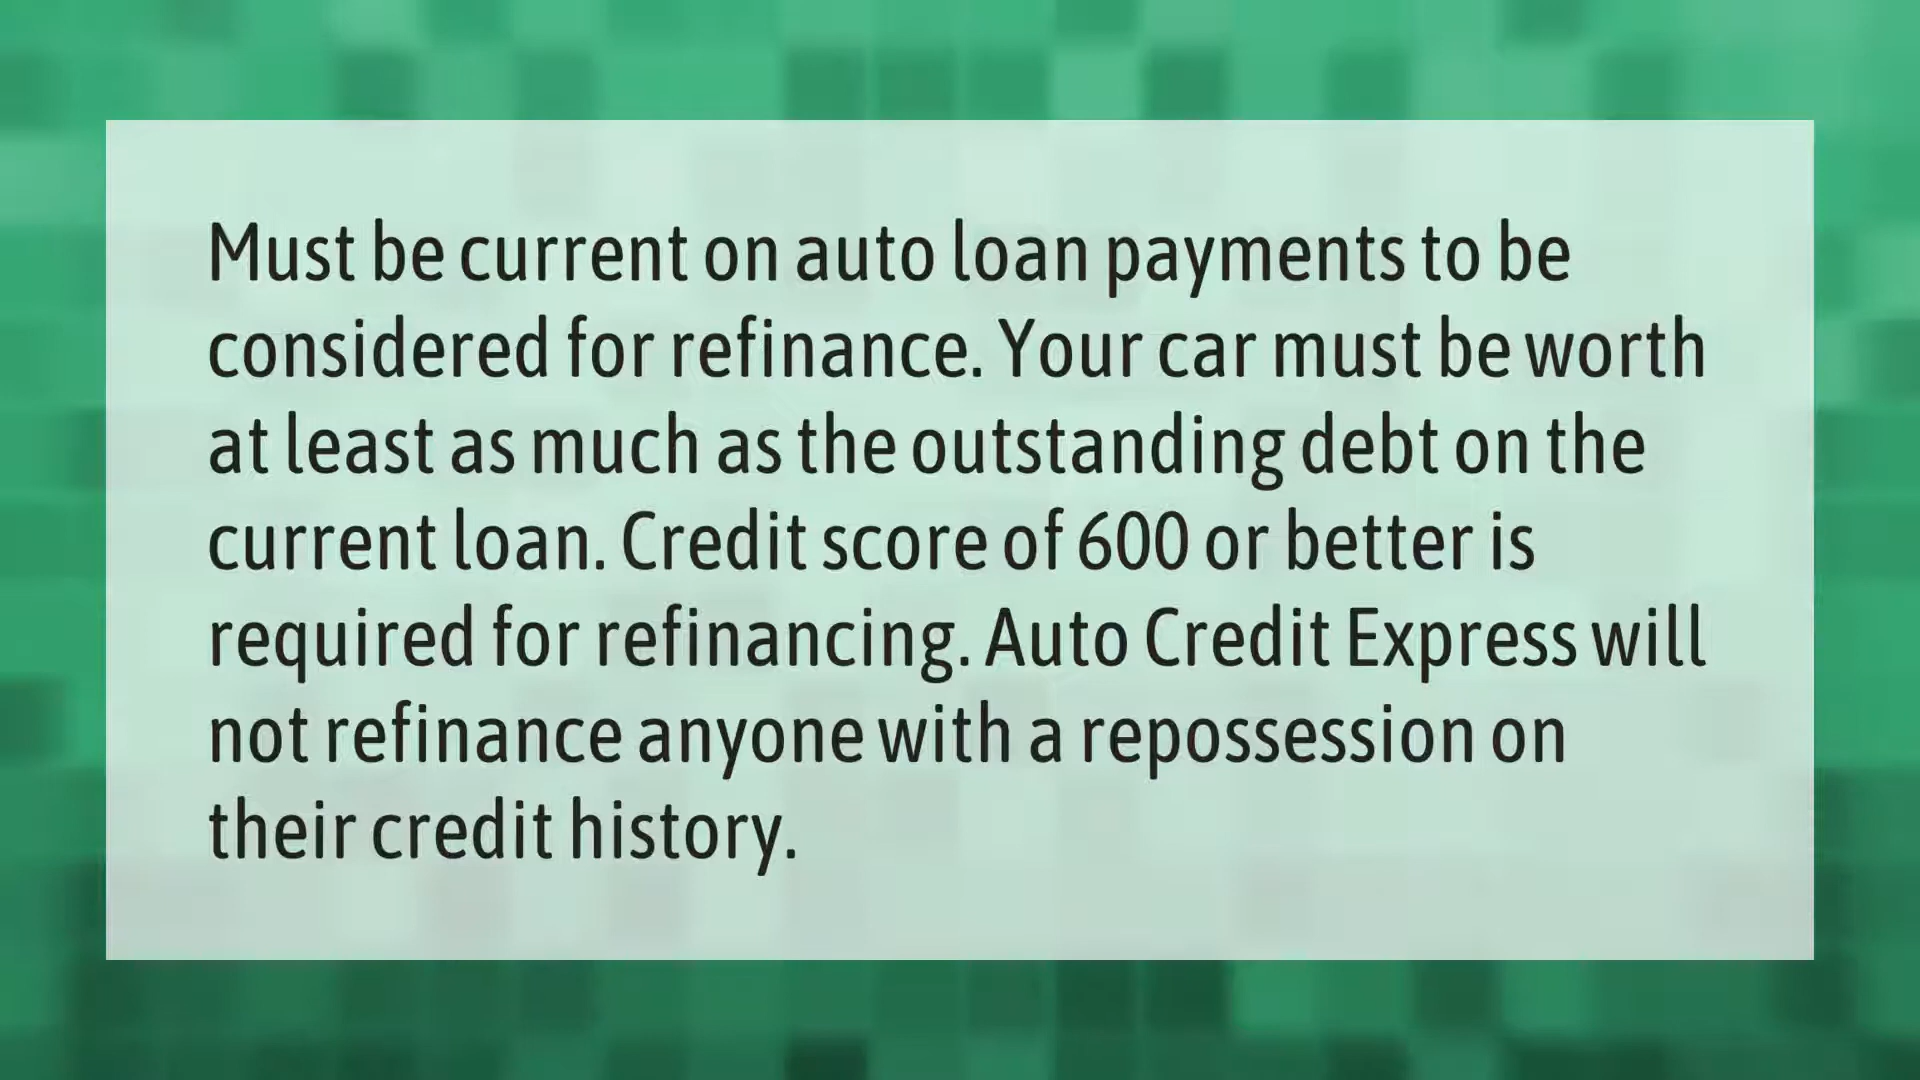 Must be current on auto loan payments to be
considered for refinance. Your car must be worth
at least as much as the outstanding debt on the
current loan. Credit score of 600 or better is
required for refinancing. Auto Credit Express will
not refinance anyone with a repossession on
their credit history.